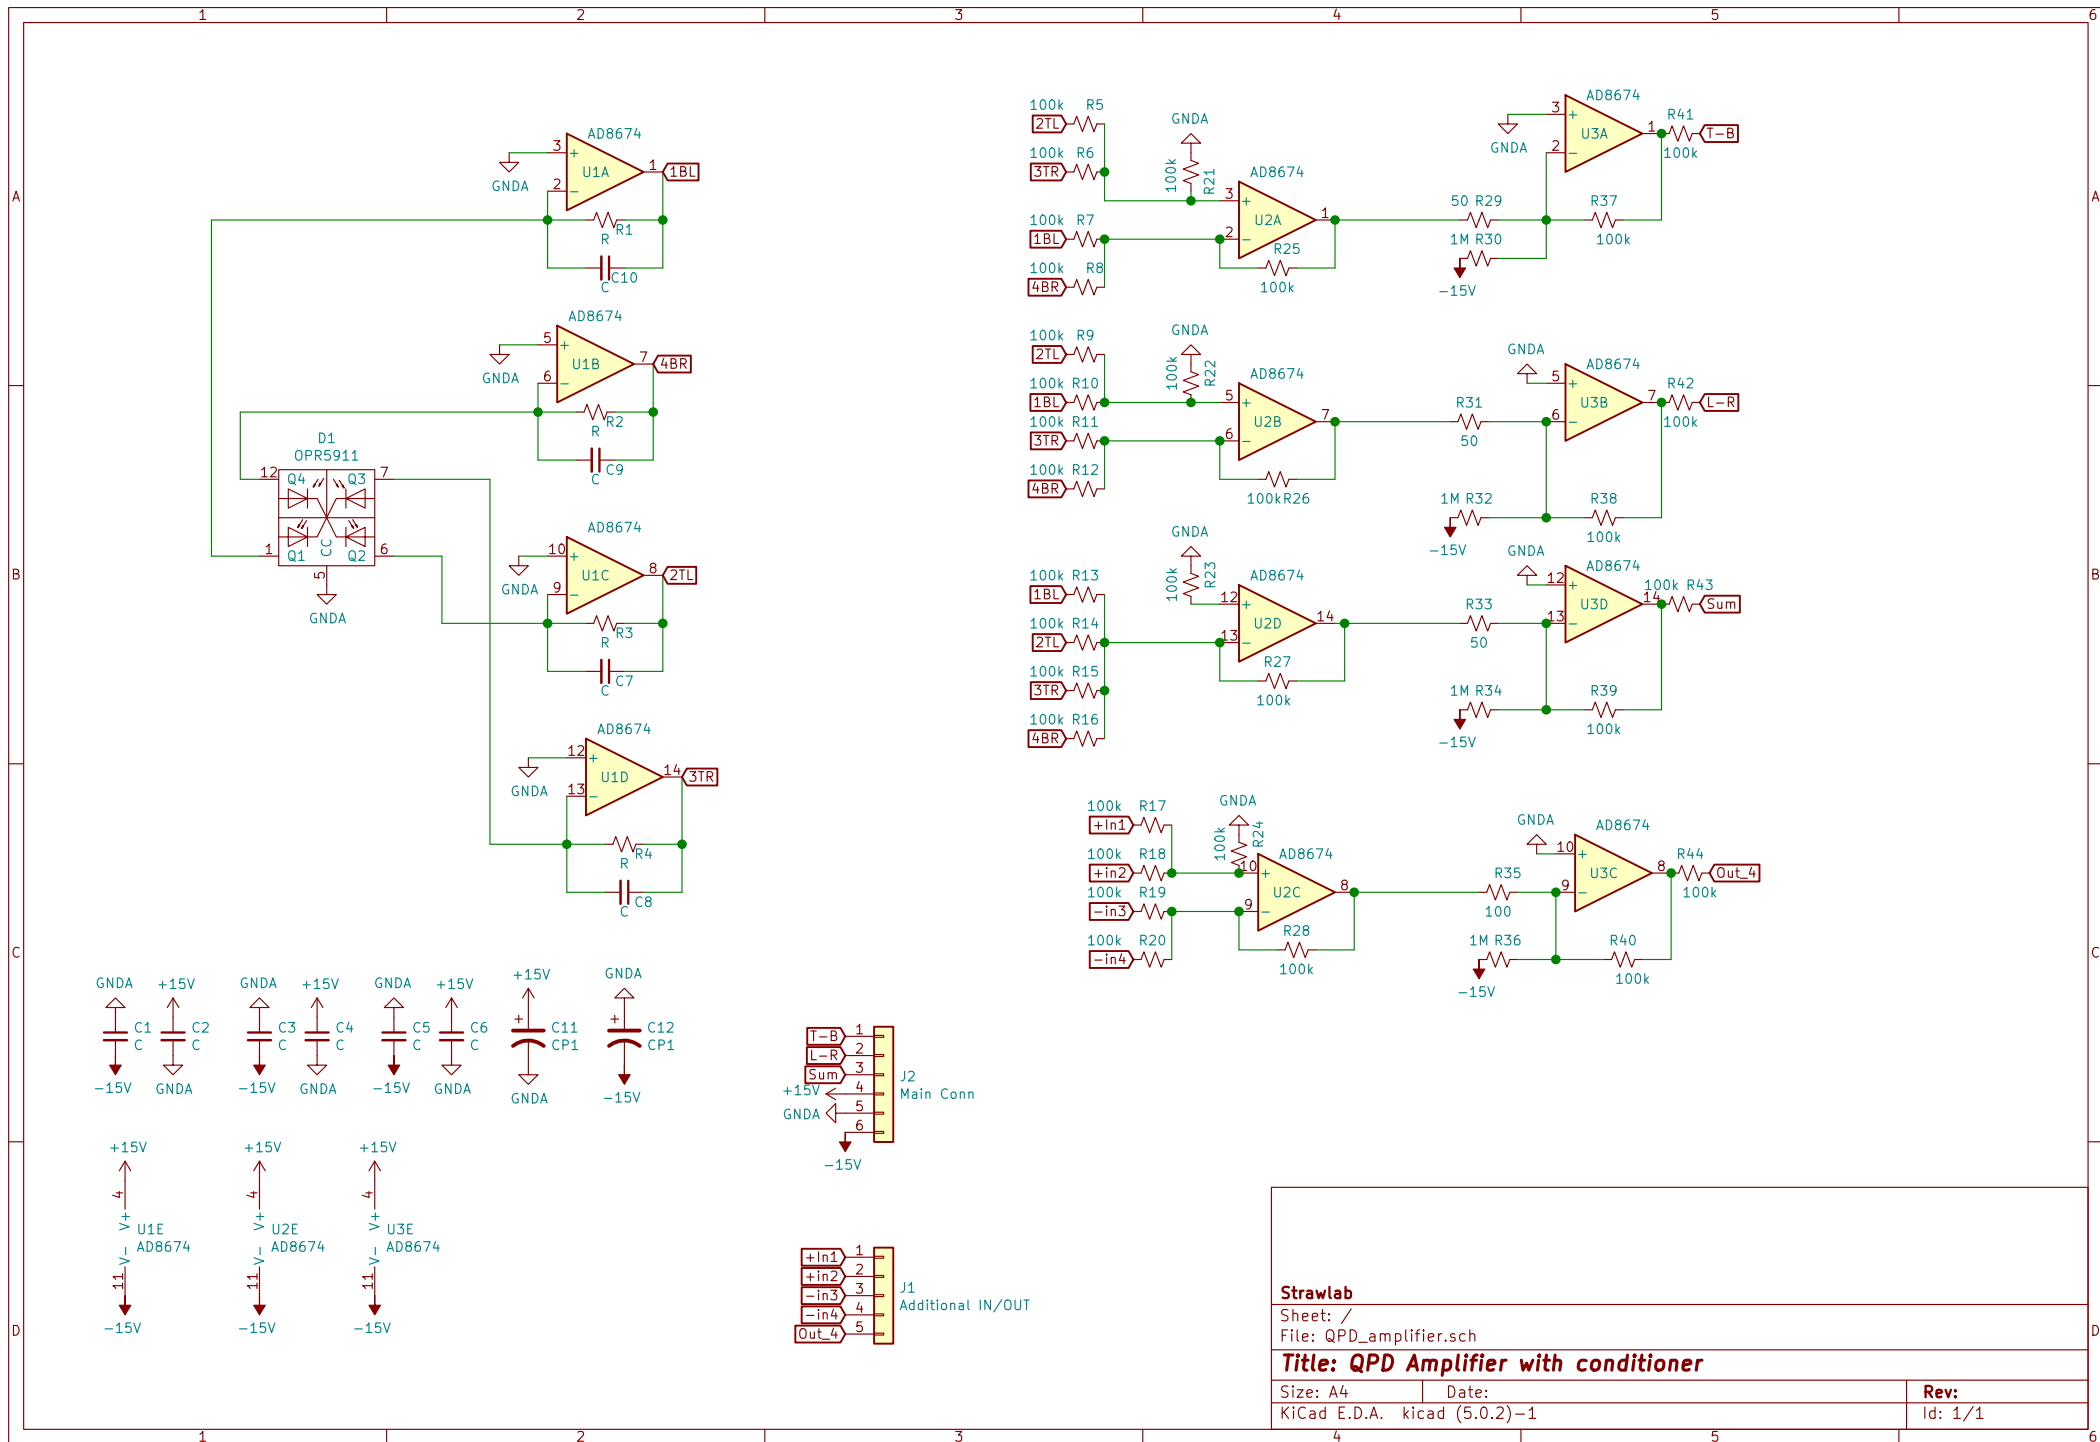 1 2 3 4 5 6
A
B
C
D
A
B
C
D
1 2 3 4 5 6
AD8674
3
+
U1A
1
1BL
2
−
GNDA
R1
R
C10
C
AD8674
5
+
U1B
7
4BR
6
−
GNDA
R2
R
C9
C
D1
OPR5911
12
Q4
Q3
7
1
Q1
CC
Q2
6
5
GNDA
AD8674
10
+
U1C
8
2TL
9
−
GNDA
R3
R
C7
C
AD8674
12
+
U1D
14
3TR
13
−
GNDA
R4
R
C8
C
100k R5
2TL
100k R6
3TR
100k R7
1BL
100k R8
4BR
GNDA
100k
R21
AD8674
3
+
U2A
1
2
−
R25
100k
50 R29
1M R30
−15V
GNDA
AD8674
3
+
U3A
1
2
−
R37
100k
R41
100k
T−B
100k R9
2TL
100k R10
1BL
100k R11
3TR
100k R12
4BR
GNDA
100k
R22
AD8674
5
+
U2B
7
6
−
100k R26
R31
50
1M R32
−15V
GNDA
AD8674
5
+
U3B
7
6
−
R38
100k
R42
100k
L−R
100k R13
1BL
100k R14
2TL
100k R15
3TR
100k R16
4BR
GNDA
100k
R23
AD8674
12
+
U2D
14
13
−
R27
100k
R33
50
1M R34
−15V
GNDA
AD8674
12
+
U3D
14
13
−
R39
100k
100k R43
Sum
100k R17
+In1
100k R18
+in2
100k R19
−in3
100k R20
−in4
GNDA
100k
R24
AD8674
10
+
U2C
8
9
−
R28
100k
R35
100
1M R36
−15V
GNDA
AD8674
10
+
U3C
8
9
−
R40
100k
R44
100k
Out_4
GNDA
C1
C
−15V
+15V
C2
C
GNDA
GNDA
C3
C
−15V
+15V
C4
C
GNDA
GNDA
C5
C
−15V
+15V
C6
C
GNDA
+15V
+
C11
CP1
GNDA
GNDA
+
C12
CP1
−15V
+15V
4
V+
U1E
AD8674
V−
11
−15V
+15V
4
V+
U2E
AD8674
V−
11
−15V
+15V
4
V+
U3E
AD8674
V−
11
−15V
T−B 1
L−R 2
Sum 3
+15V 4
GNDA 5
6
−15V
J2
Main Conn
+In1 1
+in2 2
−in3 3
−in4 4
Out_4 5
J1
Additional IN/OUT
Strawlab
Sheet: /
File: QPD_amplifier.sch
Title: QPD Amplifier with conditioner
Size: A4 Date: Rev:
KiCad E.D.A. kicad (5.0.2)−1 Id: 1/1